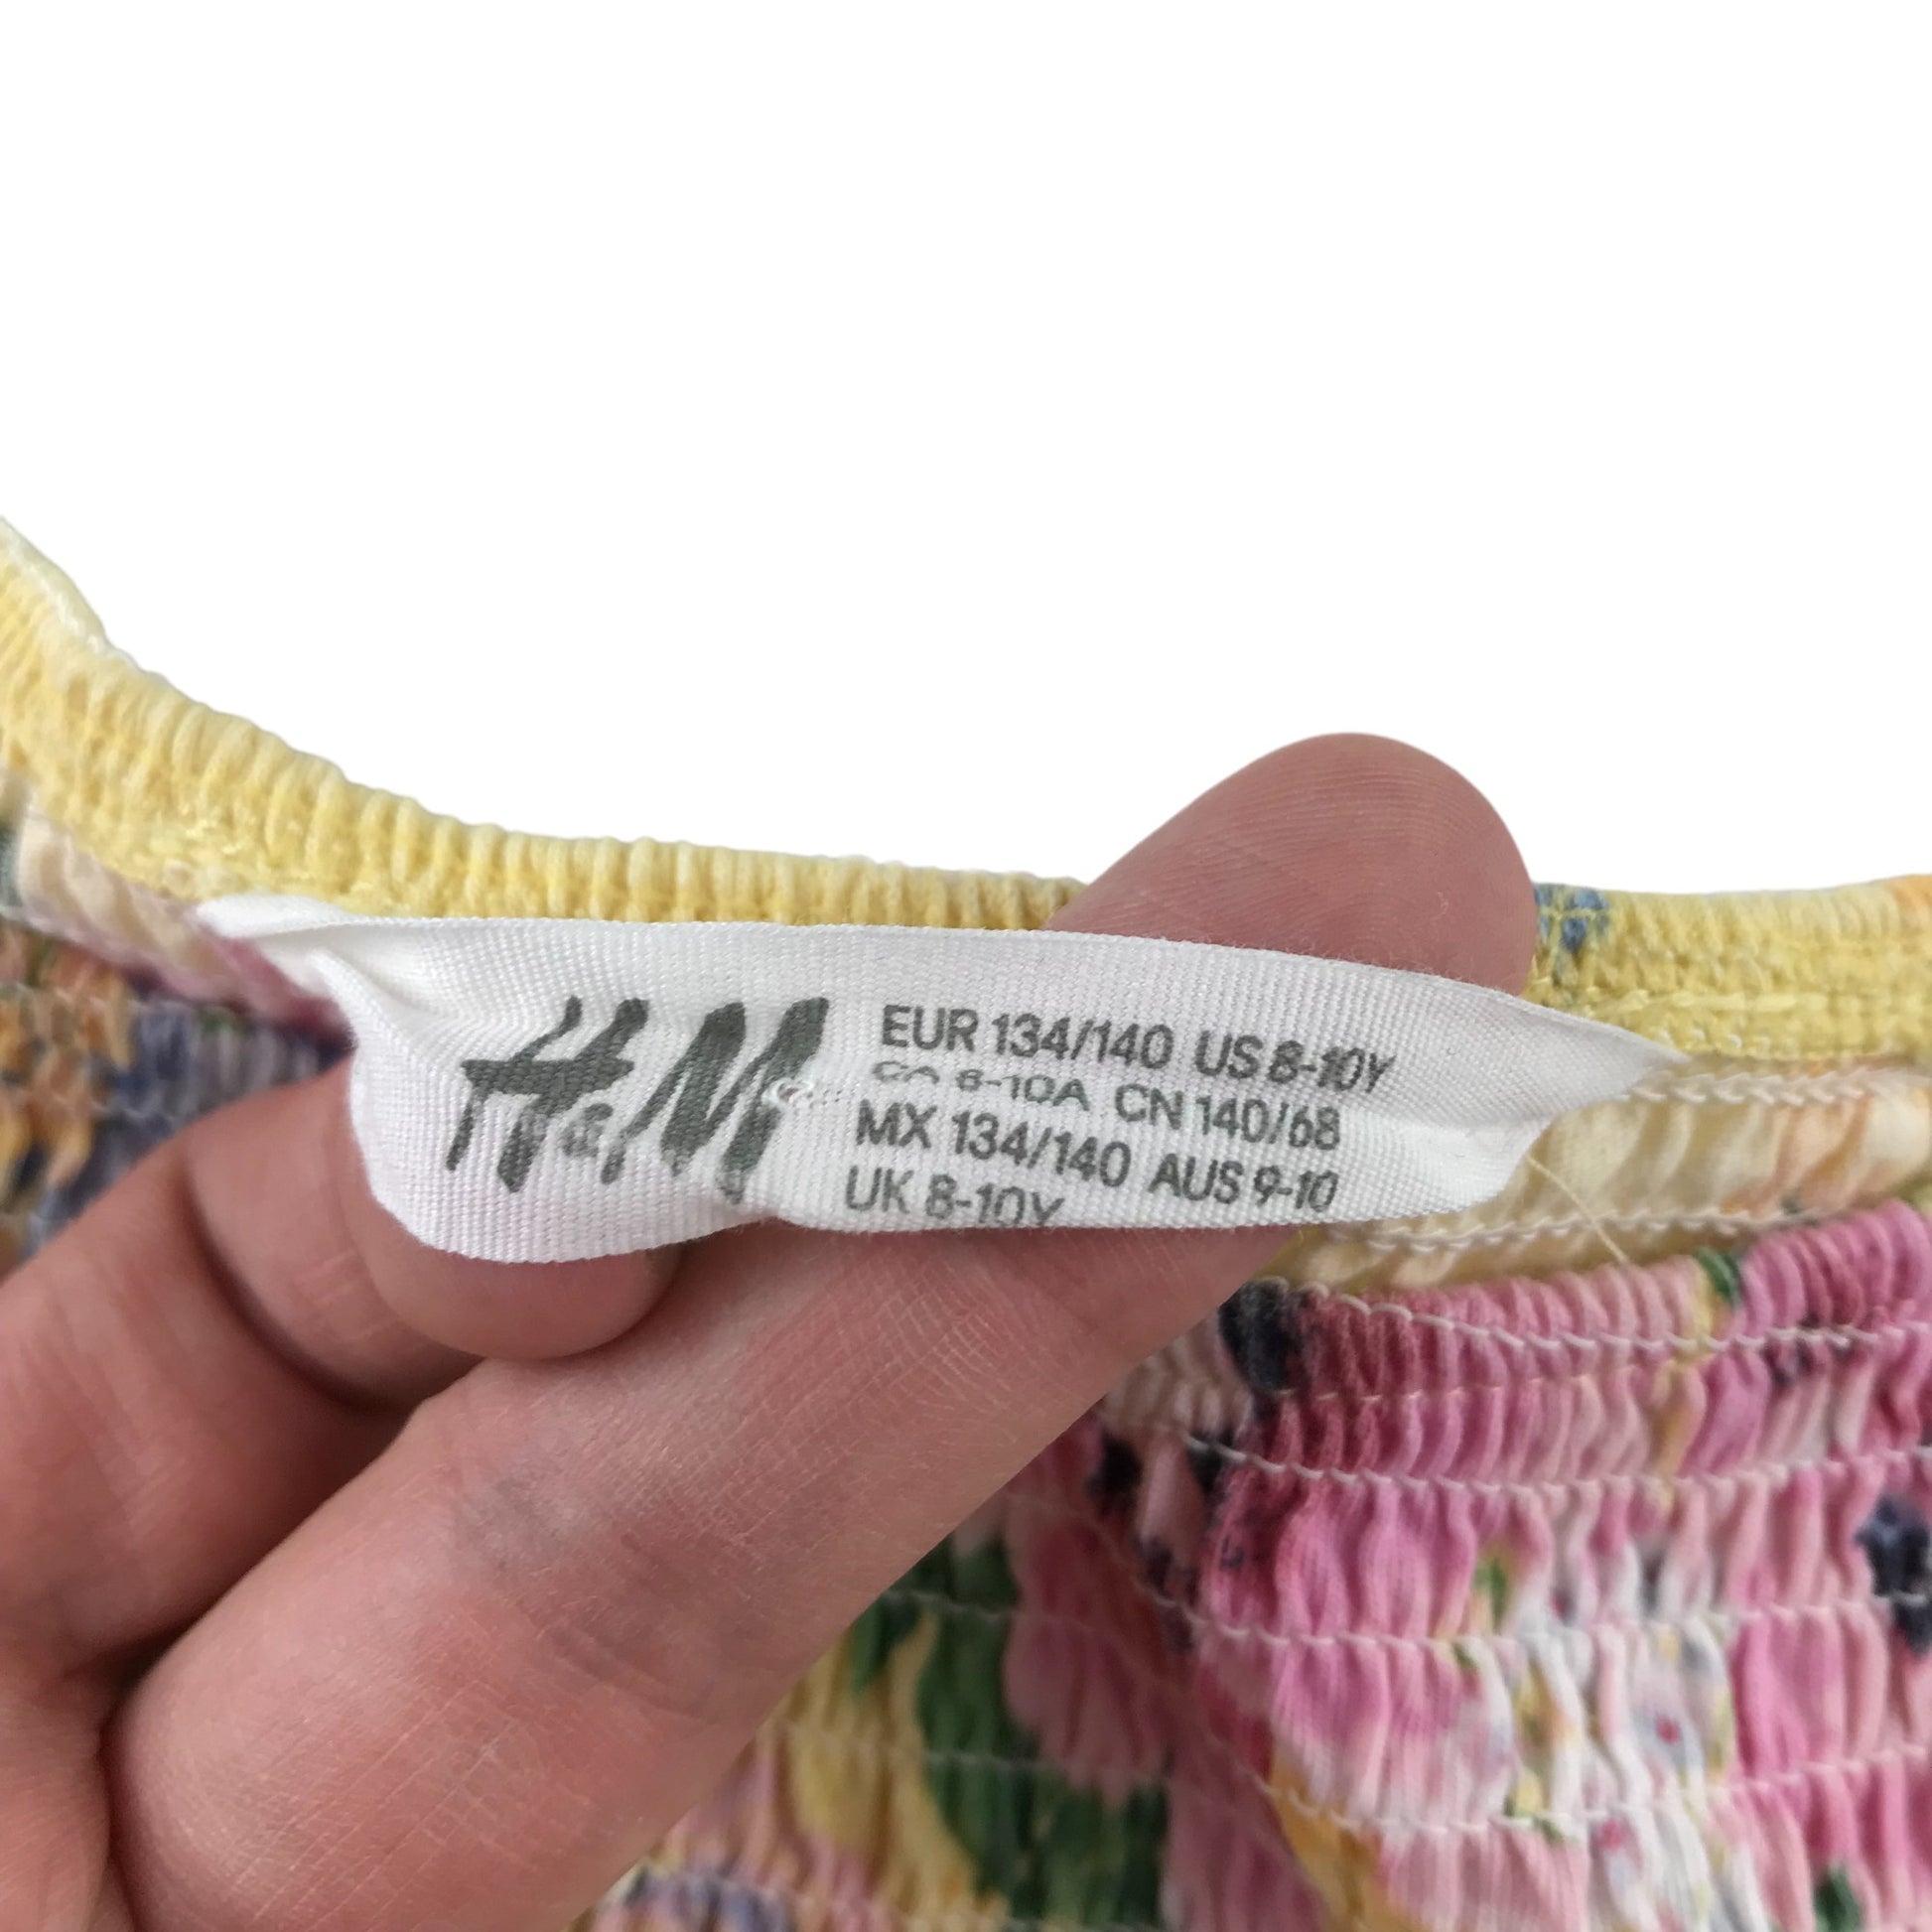 H&M
EUR 134/140 US 8-10Y
CA 8-10A CN 140/68
MX 134/140 AUS 9-10
UK 8-10Y